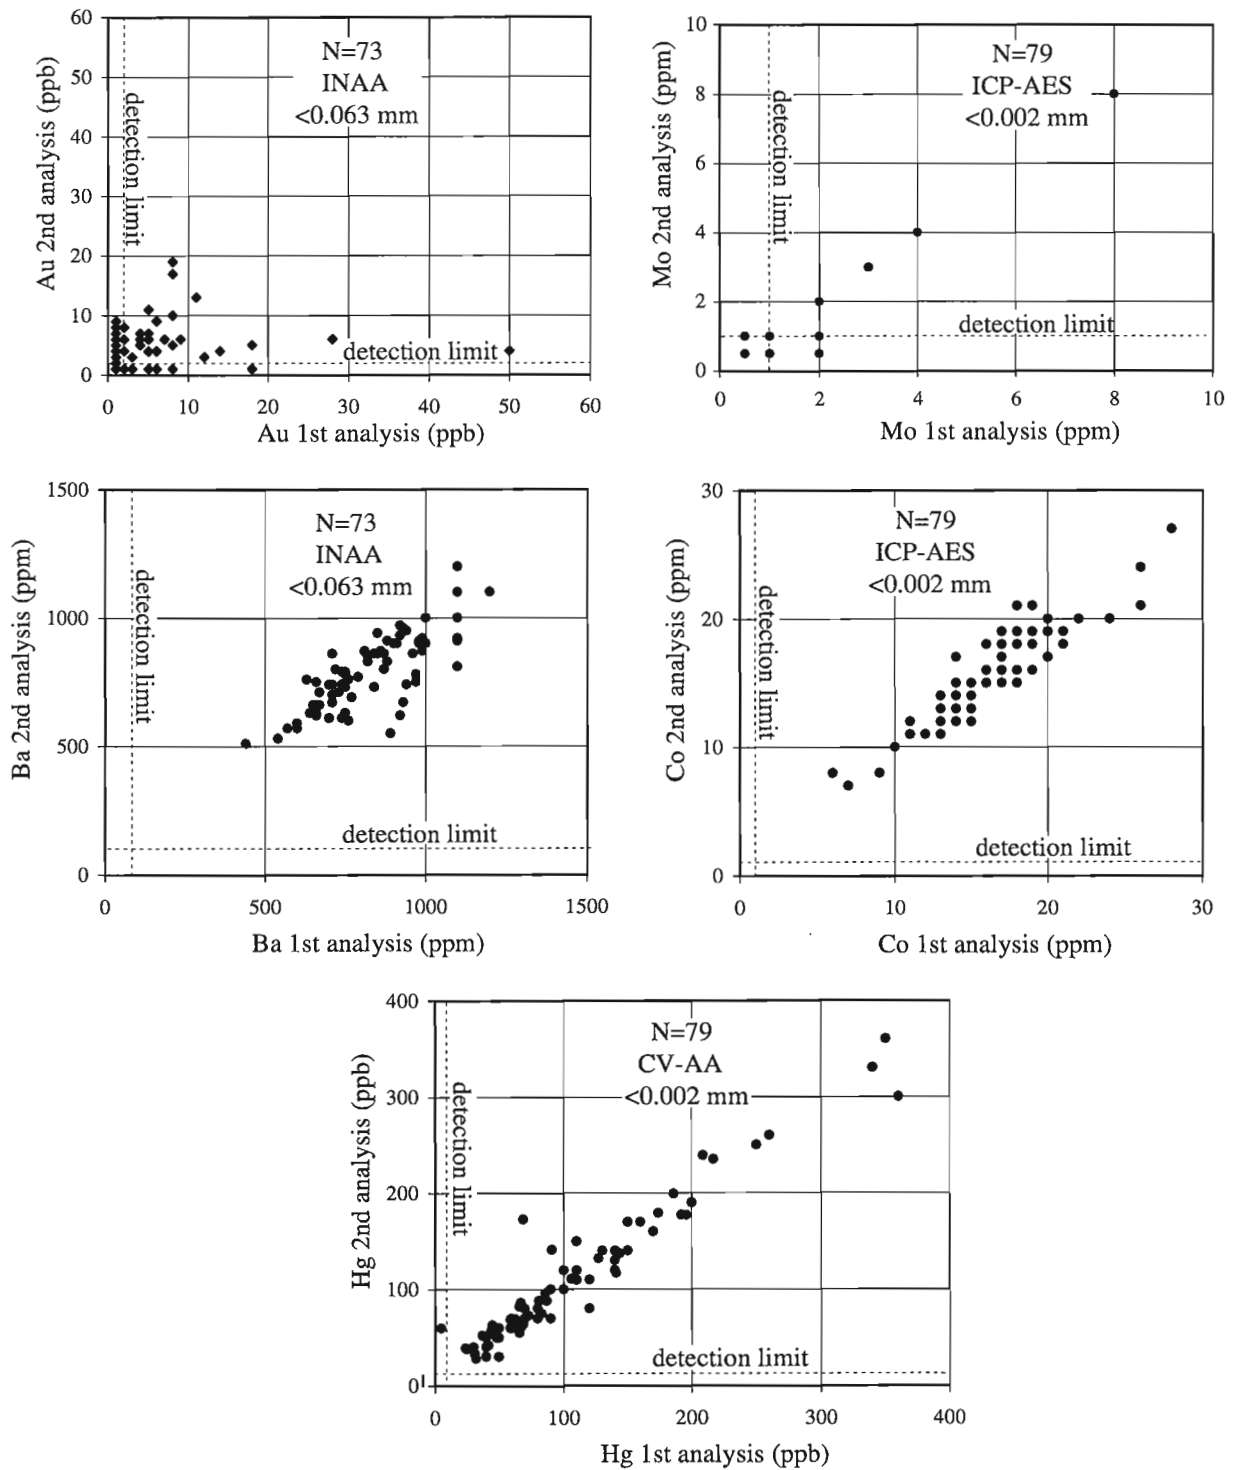 60
50
40
30
20
10
0
Au 2nd analysis (ppb)
N=73
INAA
<0.063 mm
detection limit
detection limit
0 10 20 30 40 50 60
Au 1st analysis (ppb)
10
8
6
4
2
0
Mo 2nd analysis (ppm)
N=79
ICP-AES
<0.002 mm
detection limit
detection limit
0 2 4 6 8 10
Mo 1st analysis (ppm)
1500
1000
500
0
Ba 2nd analysis (ppm)
N=73
INAA
<0.063 mm
detection limit
detection limit
0 500 1000 1500
Ba 1st analysis (ppm)
30
20
10
0
Co 2nd analysis (ppm)
N=79
ICP-AES
<0.002 mm
detection limit
detection limit
0 10 20 30
Co 1st analysis (ppm)
400
300
200
100
0
Hg 2nd analysis (ppb)
N=79
CV-AA
<0.002 mm
detection limit
detection limit
0 100 200 300 400
Hg 1st analysis (ppb)